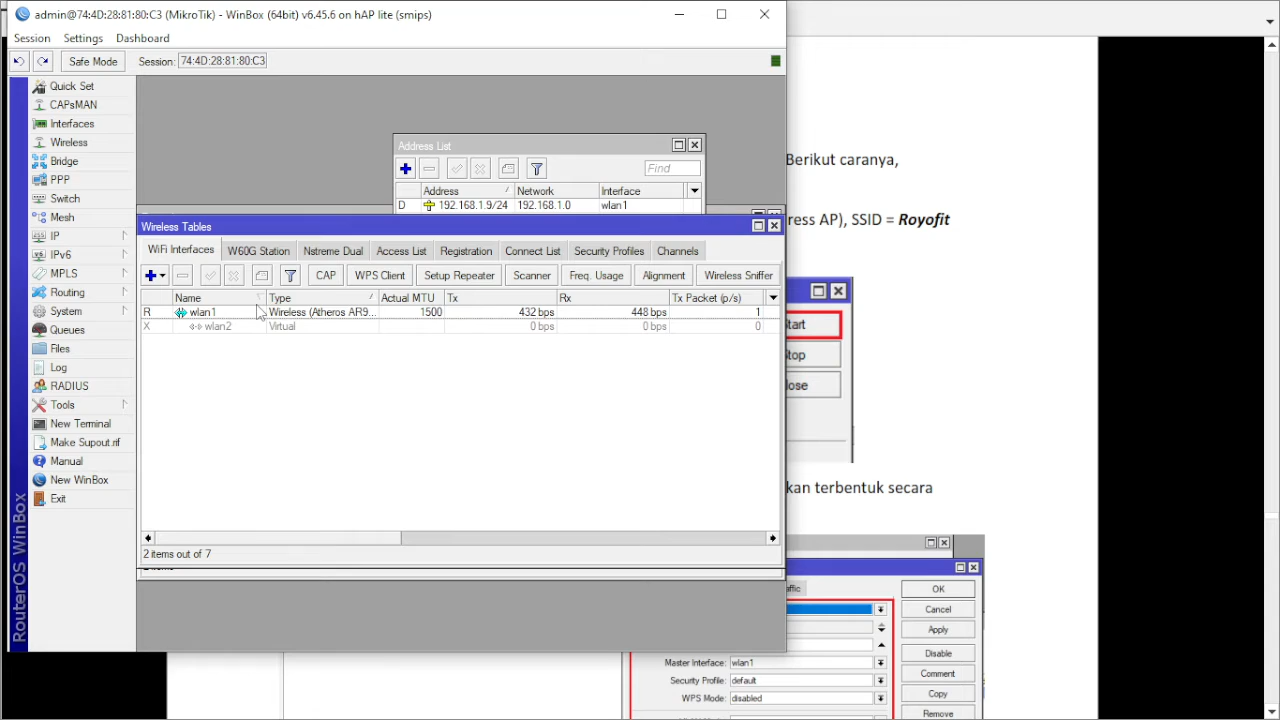 admin@74:4D:28:81:80:C3 (MikroTik) - WinBox (64bit) v6.45.6 on hAP lite (smips)
Session Settings Dashboard
Safe Mode Session: 74:4D:28:81:80:C3
Quick Set
CAPsMAN
Interfaces
Wireless
Bridge
PPP
Switch
Mesh
IP
IPv6
MPLS
Routing
System
Queues
Files
Log
RADIUS
Tools
New Terminal
Make Supout.rif
Manual
New WinBox
Exit
RouterOS WinBox
Address List
Find
Address Network Interface
D 192.168.1.9/24 192.168.1.0 wlan1
Wireless Tables
WiFi Interfaces W60G Station Nstreme Dual Access List Registration Connect List Security Profiles Channels
CAP WPS Client Setup Repeater Scanner Freq. Usage Alignment Wireless Sniffer
Name Type Actual MTU Tx Rx Tx Packet (p/s)
R wlan1 Wireless (Atheros AR9... 1500 432 bps 448 bps 1
X wlan2 Virtual 0 bps 0 bps 0
2 items out of 7
Berikut caranya,
ress AP), SSID = Royofit
tart
top
lose
kan terbentuk secara
OK
Cancel
Apply
Disable
Comment
Copy
Remove
Master Interface: wlan1
Security Profile: default
WPS Mode: disabled